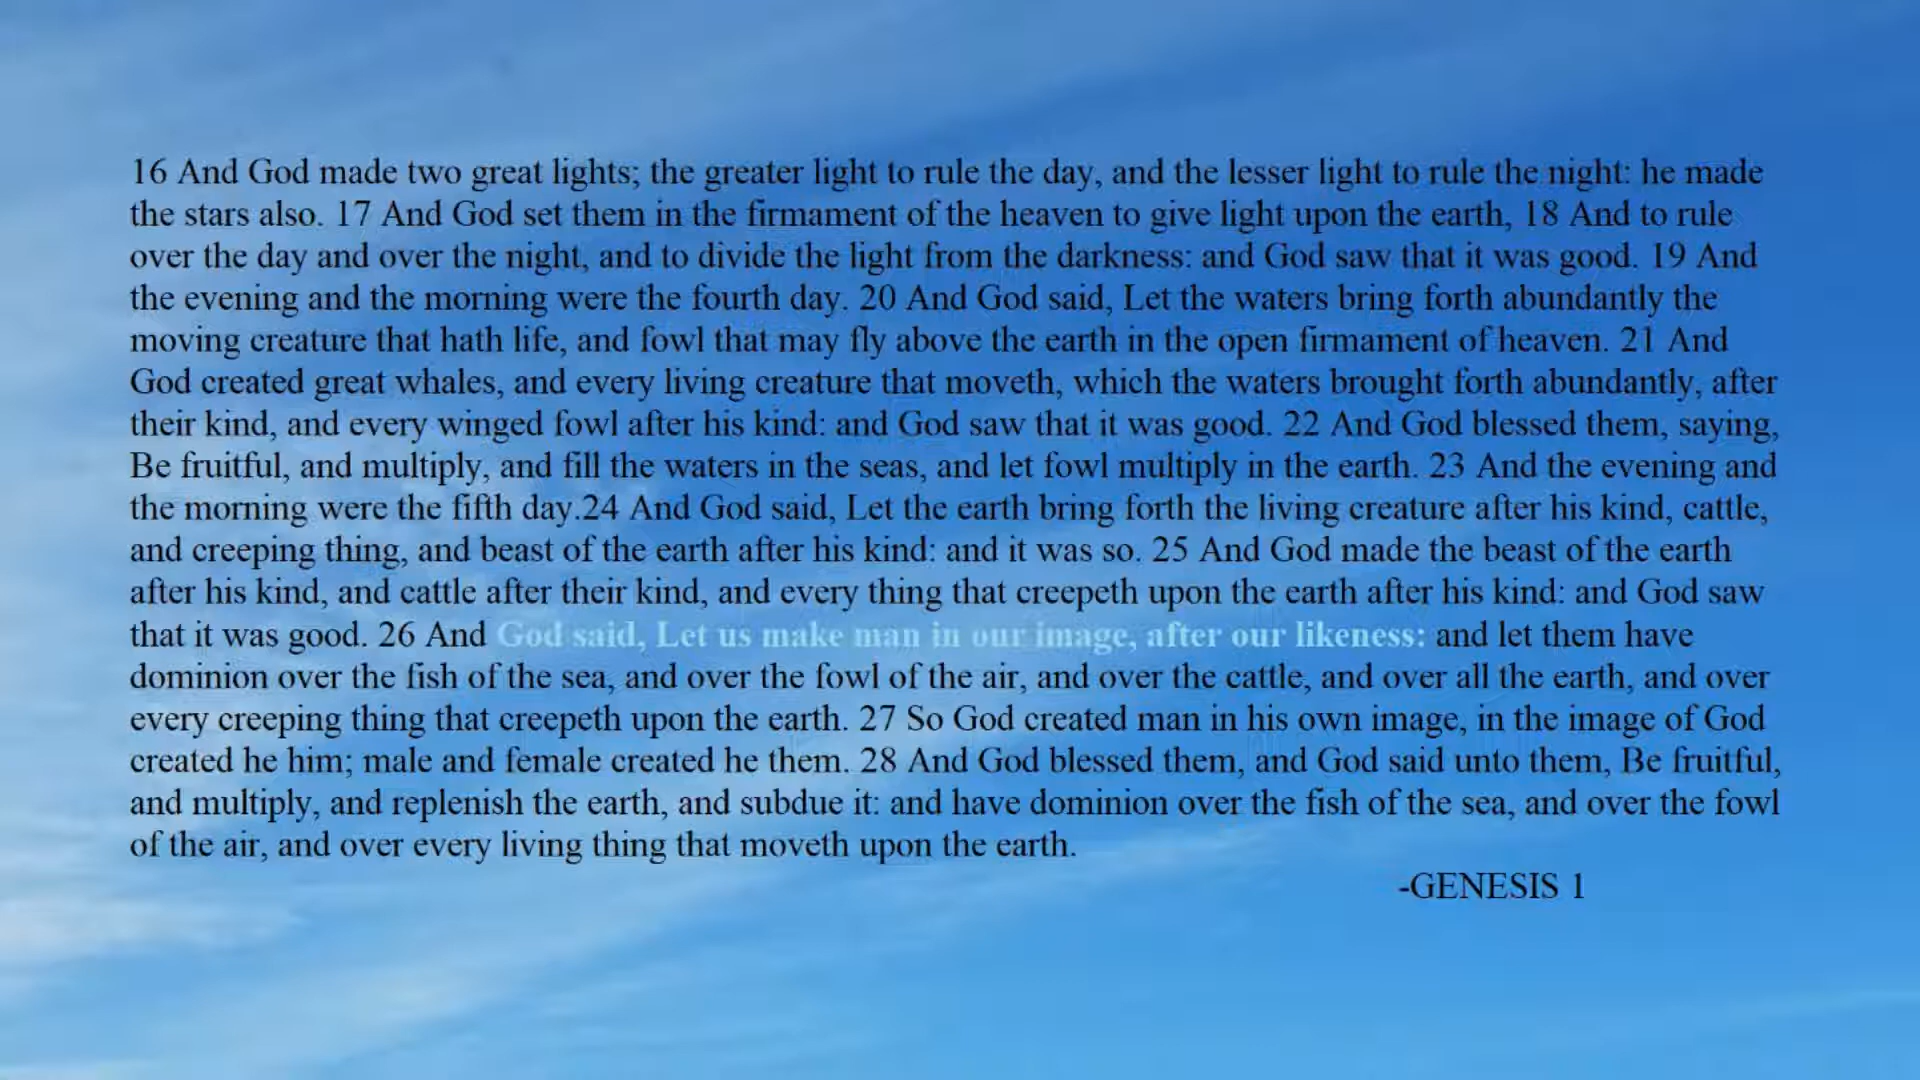 16 And God made two great lights; the greater light to rule the day, and the lesser light to rule the night: he made
the stars also. 17 And God set them in the firmament of the heaven to give light upon the earth, 18 And to rule
over the day and over the night, and to divide the light from the darkness: and God saw that it was good. 19 And
the evening and the morning were the fourth day. 20 And God said, Let the waters bring forth abundantly the
moving creature that hath life, and fowl that may fly above the earth in the open firmament of heaven. 21 And
God created great whales, and every living creature that moveth, which the waters brought forth abundantly, after
their kind, and every winged fowl after his kind: and God saw that it was good. 22 And God blessed them, saying,
Be fruitful, and multiply, and fill the waters in the seas, and let fowl multiply in the earth. 23 And the evening and
the morning were the fifth day.24 And God said, Let the earth bring forth the living creature after his kind, cattle,
and creeping thing, and beast of the earth after his kind: and it was so. 25 And God made the beast of the earth
after his kind, and cattle after their kind, and every thing that creepeth upon the earth after his kind: and God saw
that it was good. 26 And God said, Let us make man in our image, after our likeness: and let them have
dominion over the fish of the sea, and over the fowl of the air, and over the cattle, and over all the earth, and over
every creeping thing that creepeth upon the earth. 27 So God created man in his own image, in the image of God
created he him; male and female created he them. 28 And God blessed them, and God said unto them, Be fruitful,
and multiply, and replenish the earth, and subdue it: and have dominion over the fish of the sea, and over the fowl
of the air, and over every living thing that moveth upon the earth.
-GENESIS 1